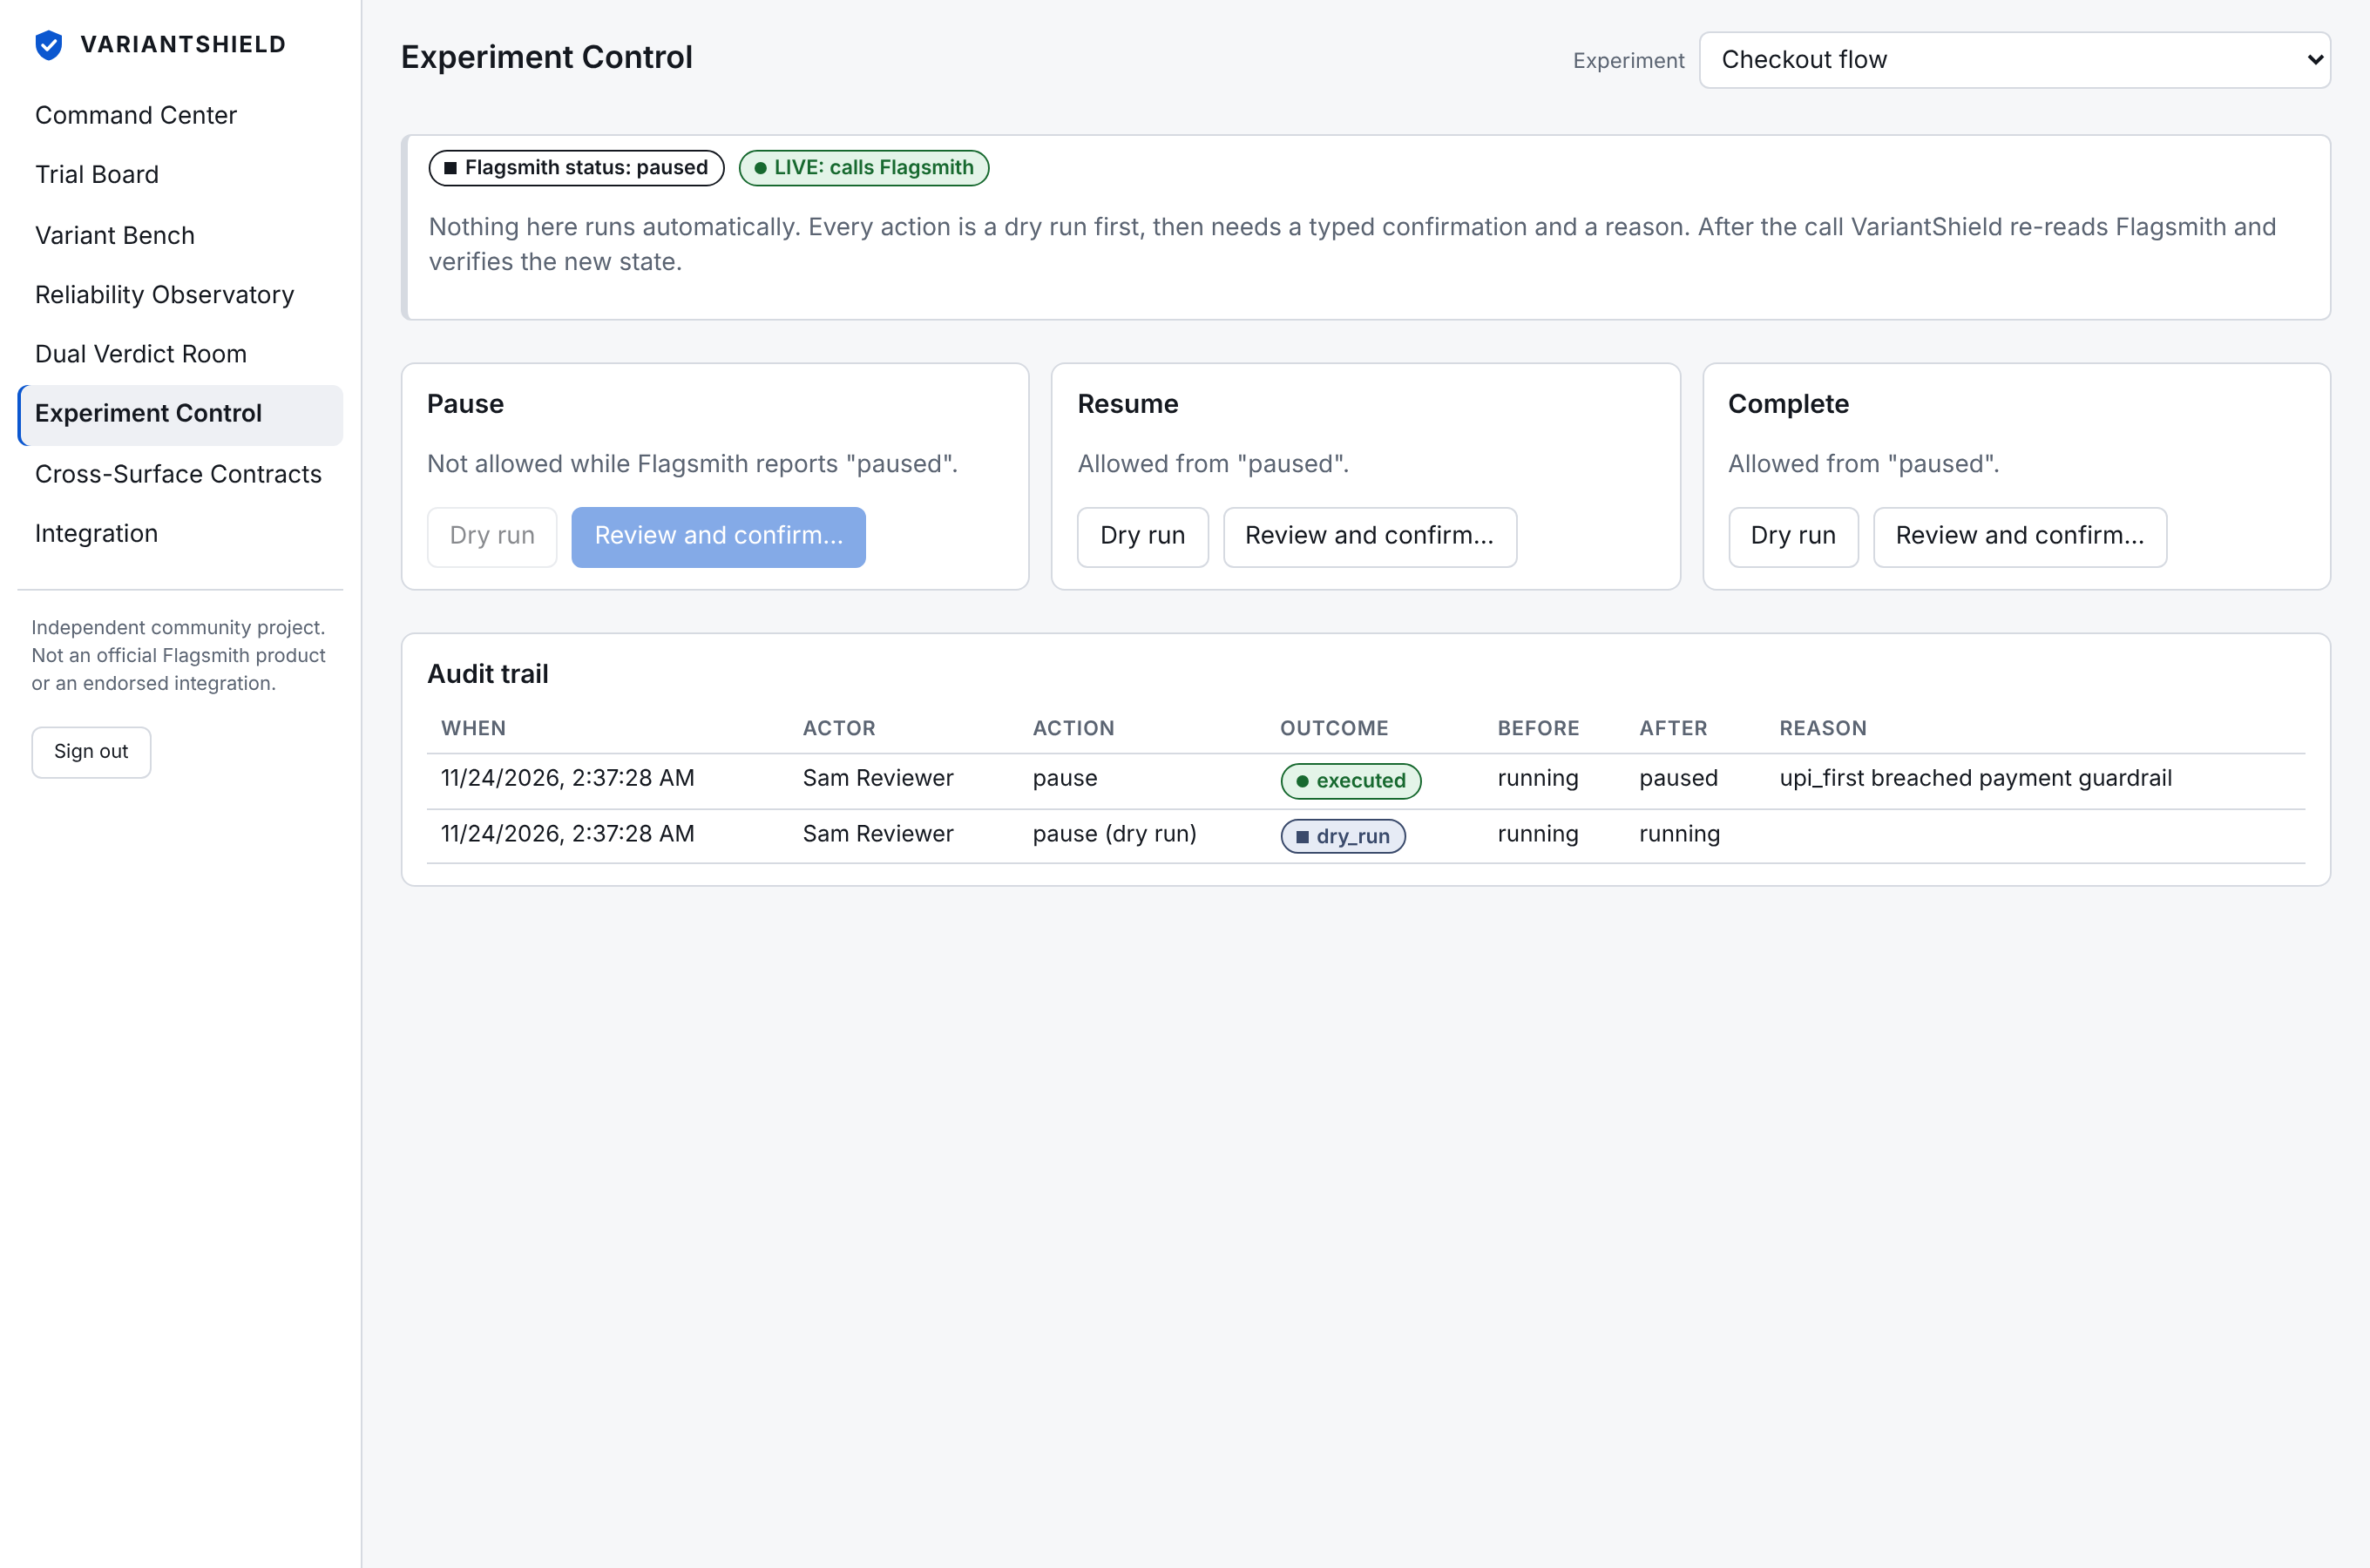 VARIANTSHIELD
Command Center
Trial Board
Variant Bench
Reliability Observatory
Dual Verdict Room
Experiment Control
Cross-Surface Contracts
Integration
Independent community project.
Not an official Flagsmith product
or an endorsed integration.
Sign out
Experiment Control
Experiment Checkout flow
Flagsmith status: paused LIVE: calls Flagsmith
Nothing here runs automatically. Every action is a dry run first, then needs a typed confirmation and a reason. After the call VariantShield re-reads Flagsmith and
verifies the new state.
Pause
Not allowed while Flagsmith reports "paused".
Dry run Review and confirm...
Resume
Allowed from "paused".
Dry run Review and confirm...
Complete
Allowed from "paused".
Dry run Review and confirm...
Audit trail
WHEN ACTOR ACTION OUTCOME BEFORE AFTER REASON
11/24/2026, 2:37:28 AM Sam Reviewer pause executed running paused upi_first breached payment guardrail
11/24/2026, 2:37:28 AM Sam Reviewer pause (dry run) dry_run running running